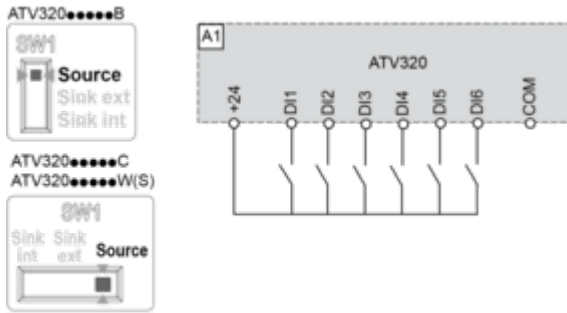 ATV320●●●●●B
SW1
Source
Sink ext
Sink int
ATV320●●●●●C
ATV320●●●●●W(S)
SW1
Sink Sink
int ext Source
A1
ATV320
+24 DI1 DI2 DI3 DI4 DI5 DI6 COM